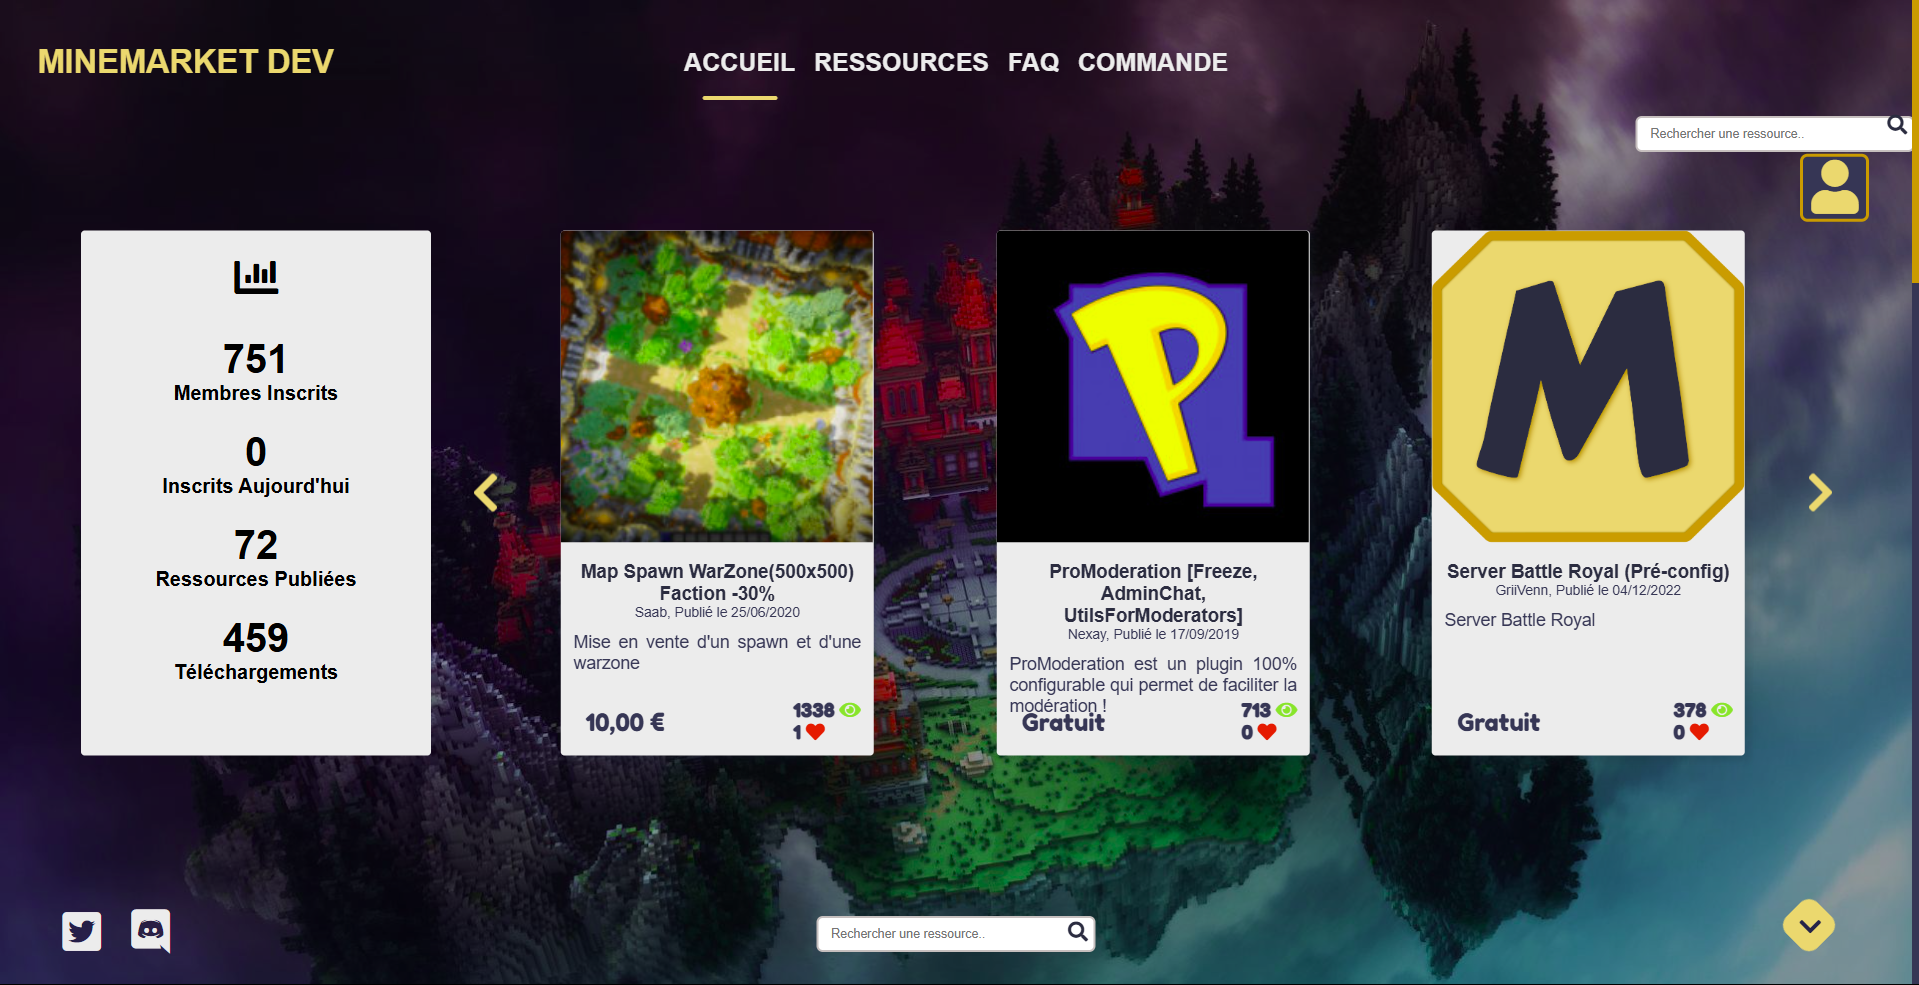 MINEMARKET DEV
ACCUEIL RESSOURCES FAQ COMMANDE
Rechercher une ressource..
751
Membres Inscrits
0
Inscrits Aujourd'hui
72
Ressources Publiées
459
Téléchargements
Map Spawn WarZone(500x500)
Faction -30%
Saab, Publié le 25/06/2020
Mise en vente d'un spawn et d'une
warzone
10,00 €
1338
1
P
ProModeration [Freeze,
AdminChat,
UtilsForModerators]
Nexay, Publié le 17/09/2019
ProModeration est un plugin 100%
configurable qui permet de faciliter la
modération !
Gratuit
713
0
M
Server Battle Royal (Pré-config)
GriiVenn, Publié le 04/12/2022
Server Battle Royal
Gratuit
378
0
Rechercher une ressource..